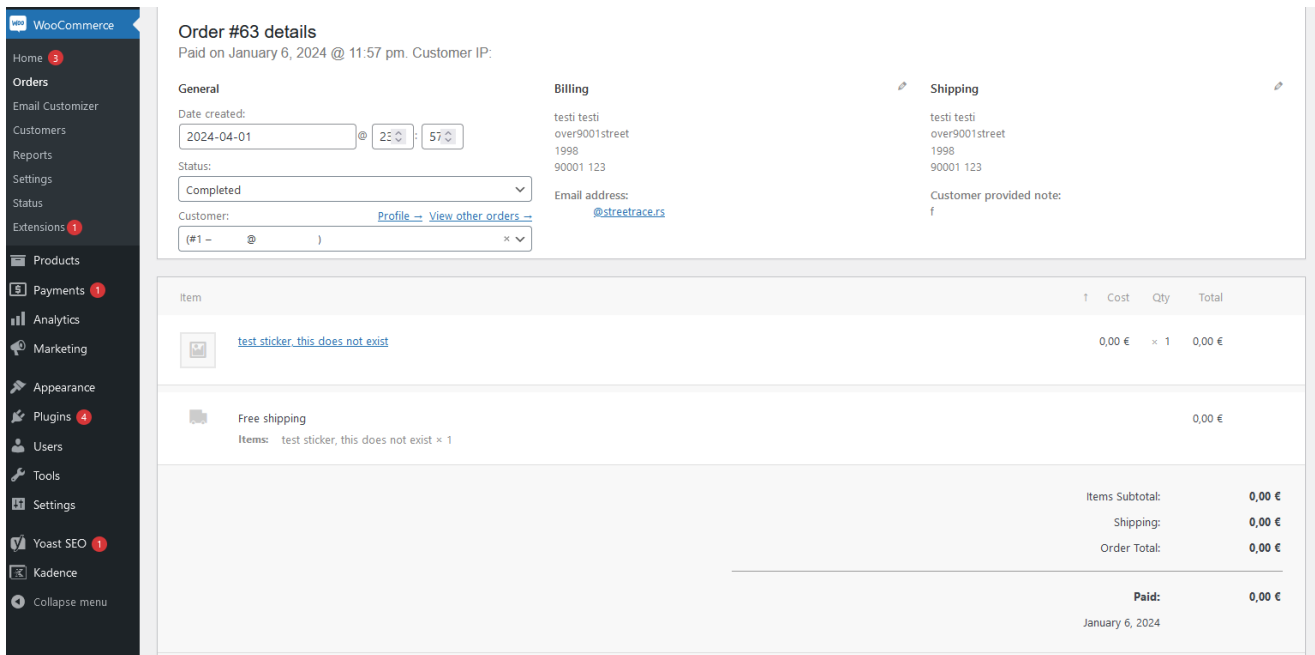 WooCommerce
Home 3
Orders
Email Customizer
Customers
Reports
Settings
Status
Extensions 1
Products
Payments 1
Analytics
Marketing
Appearance
Plugins 4
Users
Tools
Settings
Yoast SEO 1
Kadence
Collapse menu
Order #63 details
Paid on January 6, 2024 @ 11:57 pm. Customer IP:
General
Date created:
2024-04-01 @ 23 : 57
Status:
Completed
Customer: Profile → View other orders →
(#1 – @ ) ×
Billing
testi testi
over9001street
1998
90001 123
Email address:
@streetrace.rs
Shipping
testi testi
over9001street
1998
90001 123
Customer provided note:
f
Item ↑ Cost Qty Total
test sticker, this does not exist 0,00 € × 1 0,00 €
Free shipping 0,00 €
Items: test sticker, this does not exist × 1
Items Subtotal: 0,00 €
Shipping: 0,00 €
Order Total: 0,00 €
Paid: 0,00 €
January 6, 2024